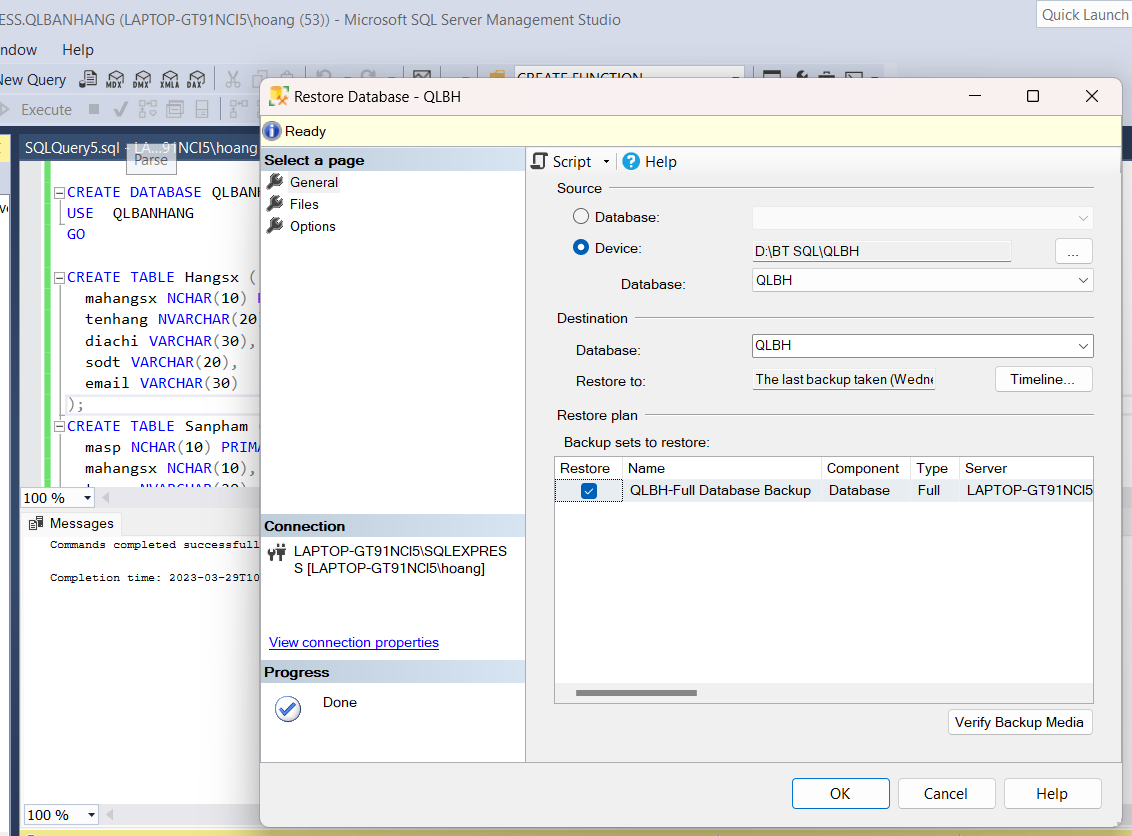 ESS.QLBANHANG (LAPTOP-GT91NCI5\hoang (53)) - Microsoft SQL Server Management Studio
Quick Launch
ndow Help
New Query MDX DMX XMLA DAX CREATE FUNCTION
Execute
SQLQuery5.sql - LA...91NCI5\hoang
Parse
CREATE DATABASE QLBANH
USE QLBANHANG
GO
CREATE TABLE Hangsx (
mahangsx NCHAR(10)
tenhang NVARCHAR(20
diachi VARCHAR(30),
sodt VARCHAR(20),
email VARCHAR(30)
);
CREATE TABLE Sanpham
masp NCHAR(10) PRIMA
mahangsx NCHAR(10),
100 %
Messages
Commands completed successfull
Completion time: 2023-03-29T10
100 %
Restore Database - QLBH
Ready
Select a page
General
Files
Options
Connection
LAPTOP-GT91NCI5\SQLEXPRES
S [LAPTOP-GT91NCI5\hoang]
View connection properties
Progress
Done
Script Help
Source
Database:
Device: D:\BT SQL\QLBH ...
Database: QLBH
Destination
Database: QLBH
Restore to: The last backup taken (Wedne Timeline...
Restore plan
Backup sets to restore:
Restore Name Component Type Server
QLBH-Full Database Backup Database Full LAPTOP-GT91NCI5
Verify Backup Media
OK Cancel Help